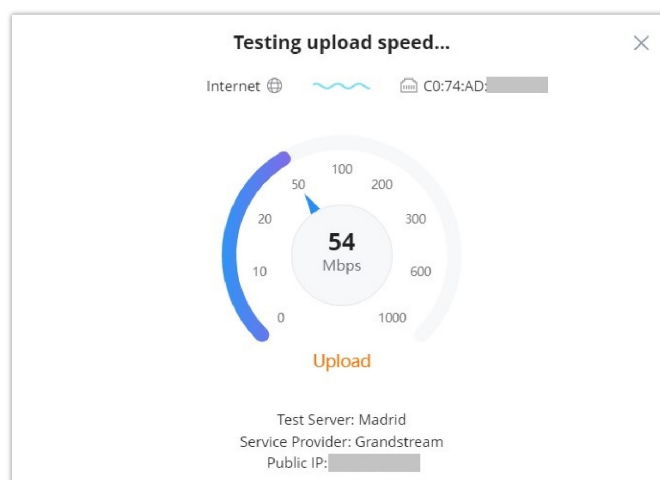 Testing upload speed...
Internet C0:74:AD:
100
50 200
20 300
54
Mbps
10 600
0 1000
Upload
Test Server: Madrid
Service Provider: Grandstream
Public IP: